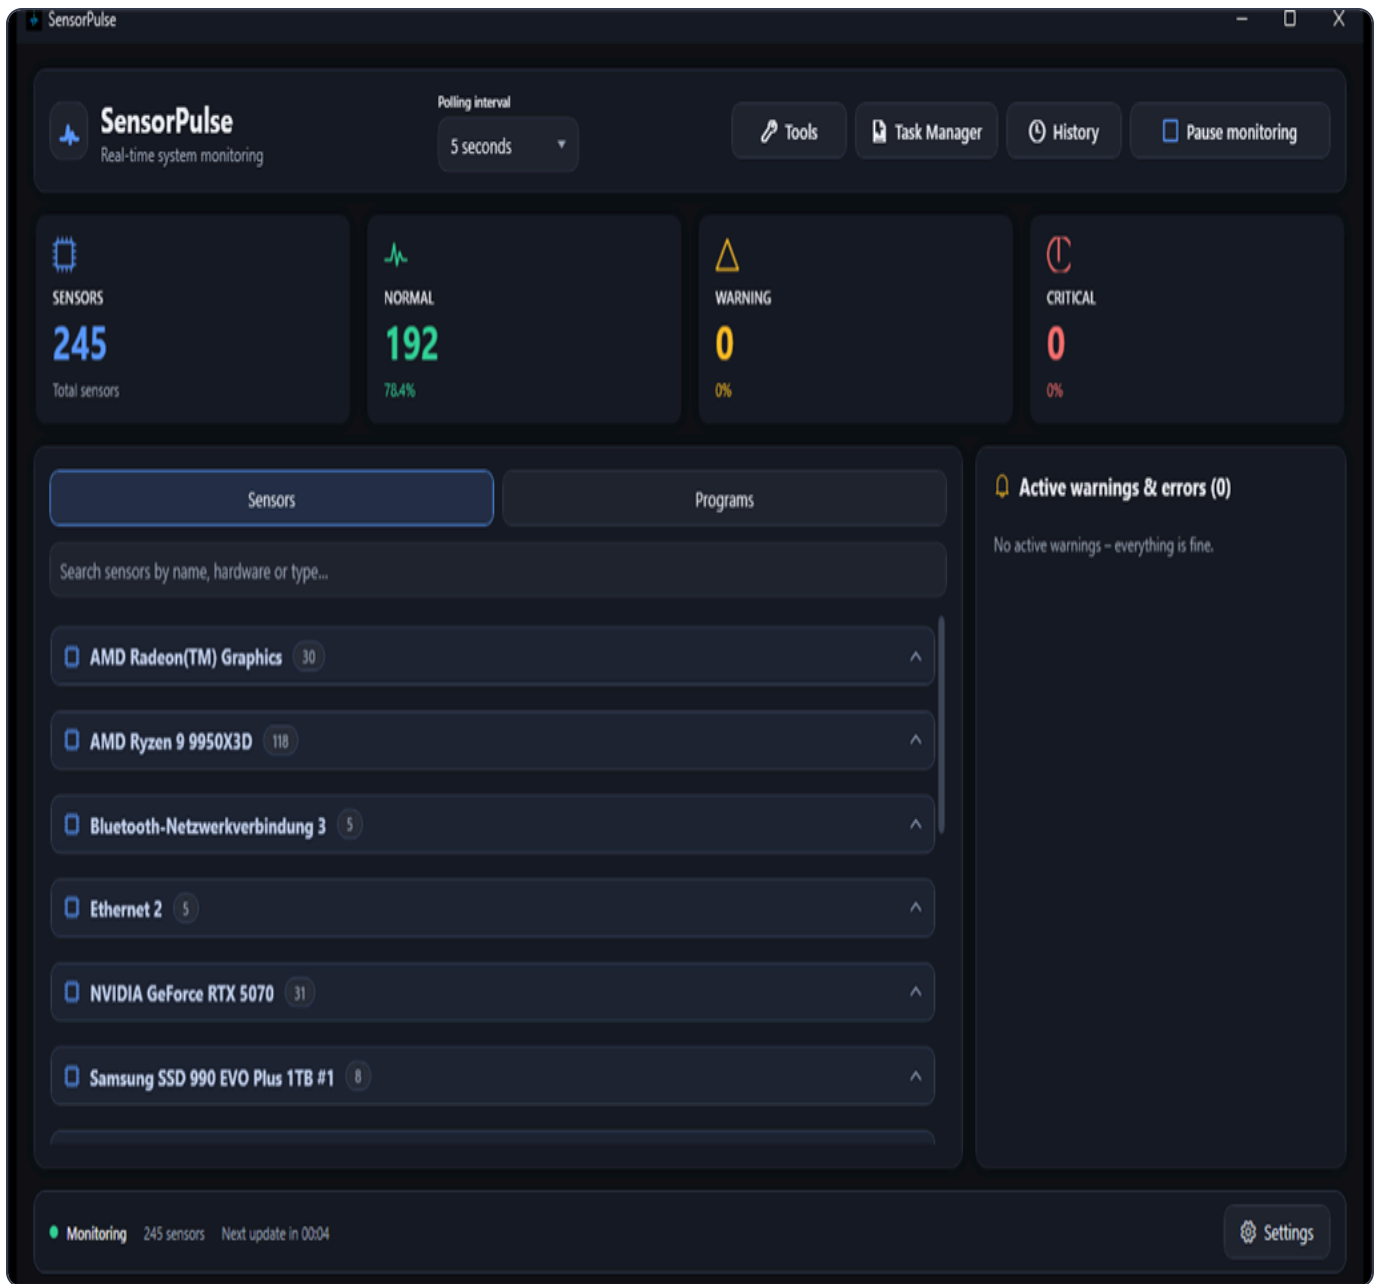 SensorPulse
SensorPulse
Real-time system monitoring
Polling interval
5 seconds
Tools
Task Manager
History
Pause monitoring
SENSORS
245
Total sensors
NORMAL
192
78.4%
WARNING
0
0%
CRITICAL
0
0%
Sensors
Programs
Search sensors by name, hardware or type...
AMD Radeon(TM) Graphics 30
AMD Ryzen 9 9950X3D 118
Bluetooth-Netzwerkverbindung 3 5
Ethernet 2 5
NVIDIA GeForce RTX 5070 31
Samsung SSD 990 EVO Plus 1TB #1 8
Active warnings & errors (0)
No active warnings – everything is fine.
Monitoring 245 sensors Next update in 00:04
Settings